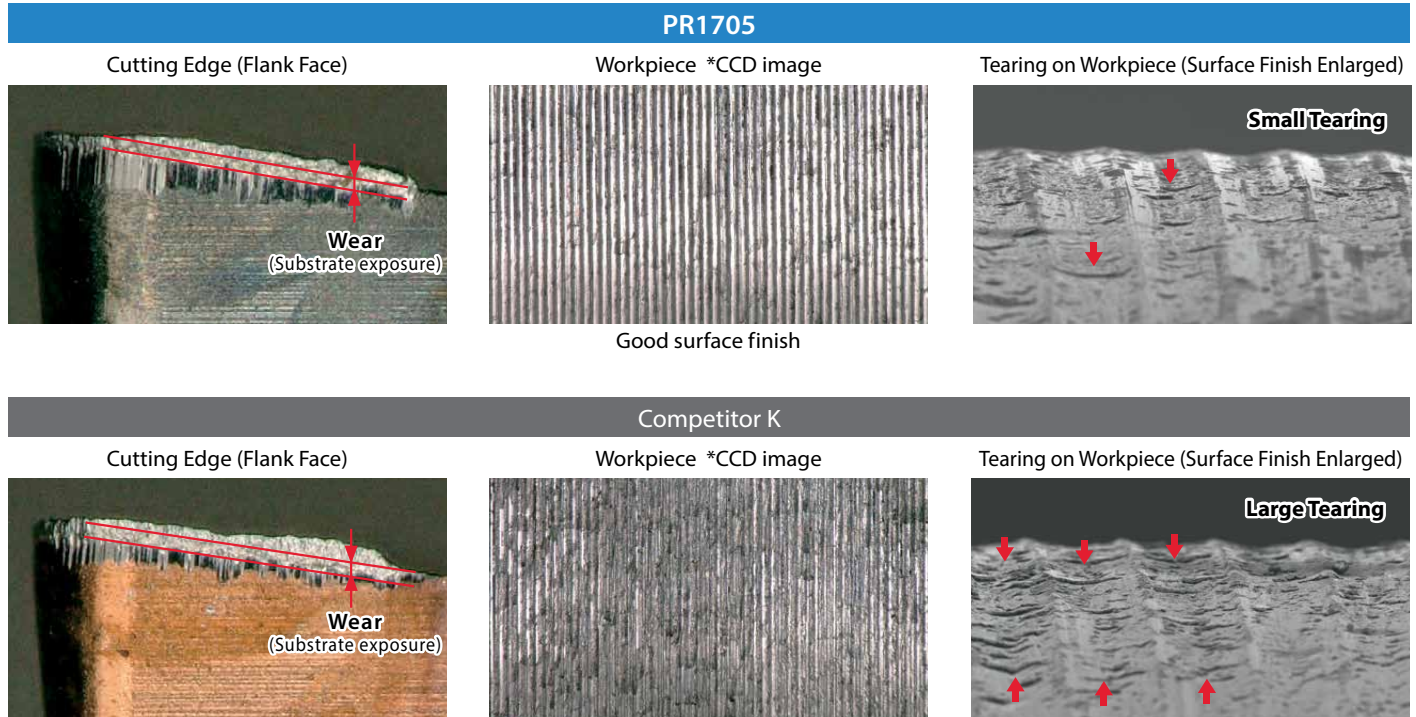 PR1705
Cutting Edge (Flank Face)
Workpiece *CCD image
Tearing on Workpiece (Surface Finish Enlarged)
Small Tearing
Wear
(Substrate exposure)
Good surface finish
Competitor K
Cutting Edge (Flank Face)
Workpiece *CCD image
Tearing on Workpiece (Surface Finish Enlarged)
Large Tearing
Wear
(Substrate exposure)